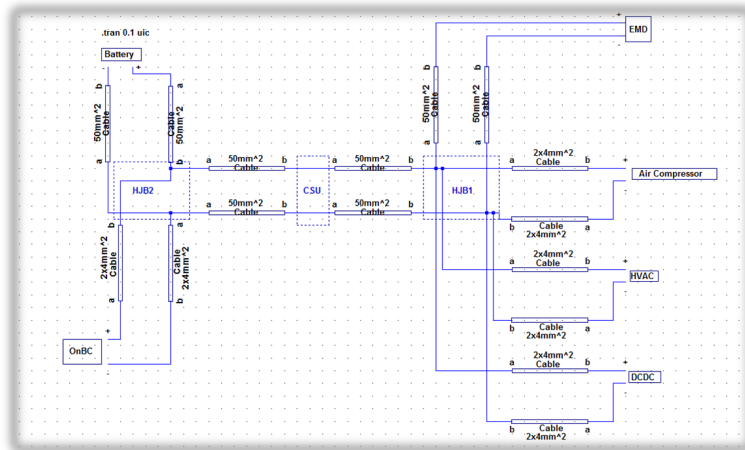 .tran 0.1 uic
Battery
- +
b
a
50mm^2
Cable
Cable
50mm^2
a
b
HJB2
a 50mm^2 b
Cable
a 50mm^2 b
Cable
CSU
a 50mm^2 b
Cable
a 50mm^2 b
Cable
HJB1
b
b
50mm^2
Cable
50mm^2
Cable
a
a
+
EMD
-
2x4mm^2
a Cable b
+
Air Compressor
-
b Cable a
2x4mm^2
2x4mm^2
a Cable b
+
HVAC
-
b Cable a
2x4mm^2
2x4mm^2
a Cable b
+
DCDC
-
b Cable a
2x4mm^2
b
a
2x4mm^2
Cable
Cable
2x4mm^2
a
b
+
OnBC
-